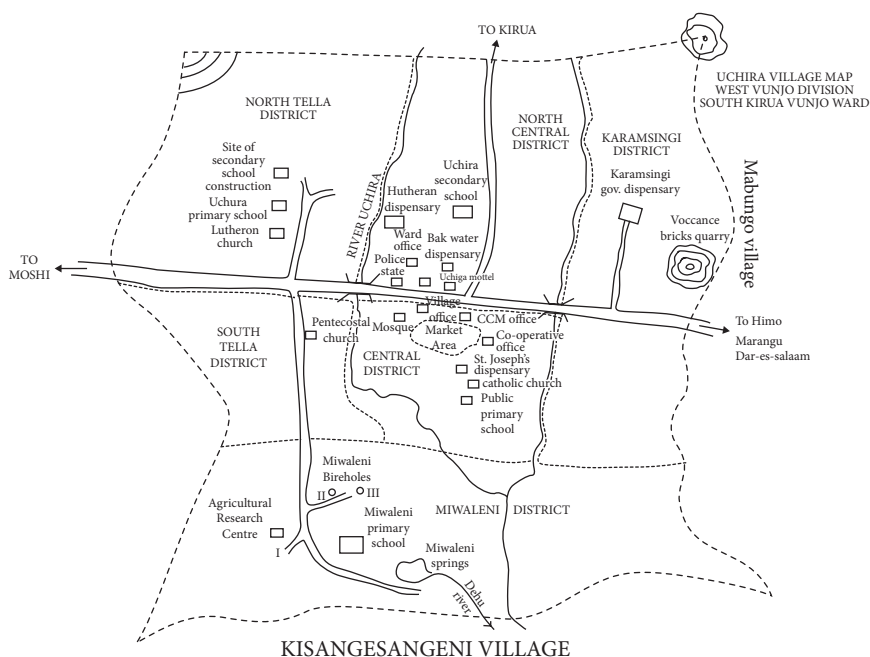 TO KIRUA
UCHIRA VILLAGE MAP
WEST VUNJO DIVISION
SOUTH KIRUA VUNJO WARD
NORTH TELLA
DISTRICT
NORTH
CENTRAL
DISTRICT
KARAMSINGI
DISTRICT
Karamsingi
gov. dispensary
Site of
secondary
school
construction
Uchura
primary school
Lutheron
church
RIVER UCHIRA
Uchira
secondary
school
Hutheran
dispensary
Ward
office
Bak water
dispensary
Police
state
Uchiga mottel
Voccance
bricks quarry
Mabungo village
TO
MOSHI
Village
office
CCM office
Mosque
Market
Area
Co-operative
office
Pentecostal
church
To Himo
Marangu
Dar-es-salaam
SOUTH
TELLA
DISTRICT
CENTRAL
DISTRICT
St. Joseph's
dispensary
catholic church
Public
primary
school
Miwaleni
Bireholes
II
III
Agricultural
Research
Centre
I
MIWALENI DISTRICT
Miwaleni
primary
school
Miwaleni
springs
Dehu
river
KISANGESANGENI VILLAGE